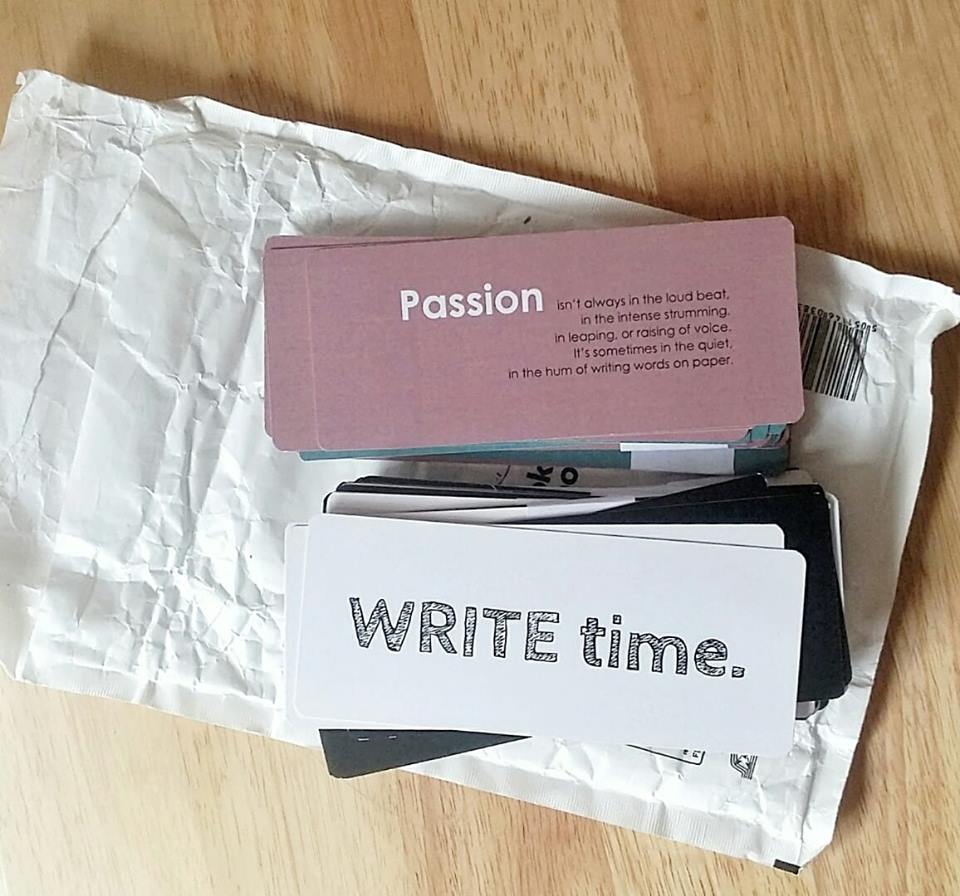 Passion isn't always in the loud beat,
in the intense strumming,
in leaping, or raising of voice.
It's sometimes in the quiet,
in the hum of writing words on paper.
WRITE time.